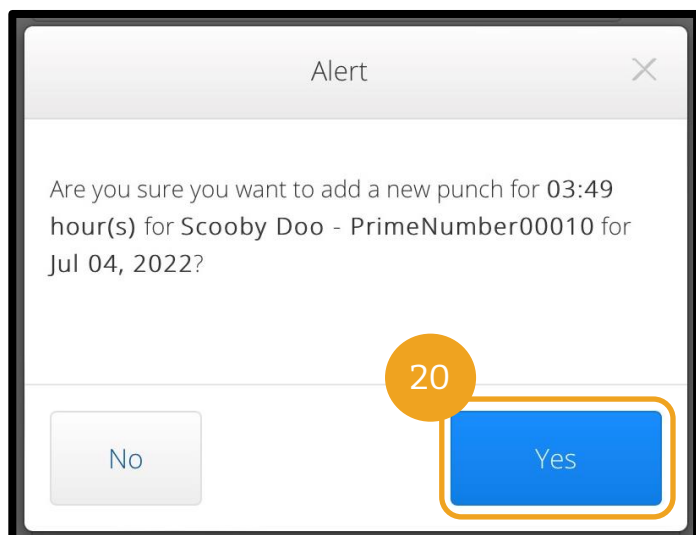 Alert
Are you sure you want to add a new punch for 03:49
hour(s) for Scooby Doo - PrimeNumber00010 for
Jul 04, 2022?
20
No
Yes